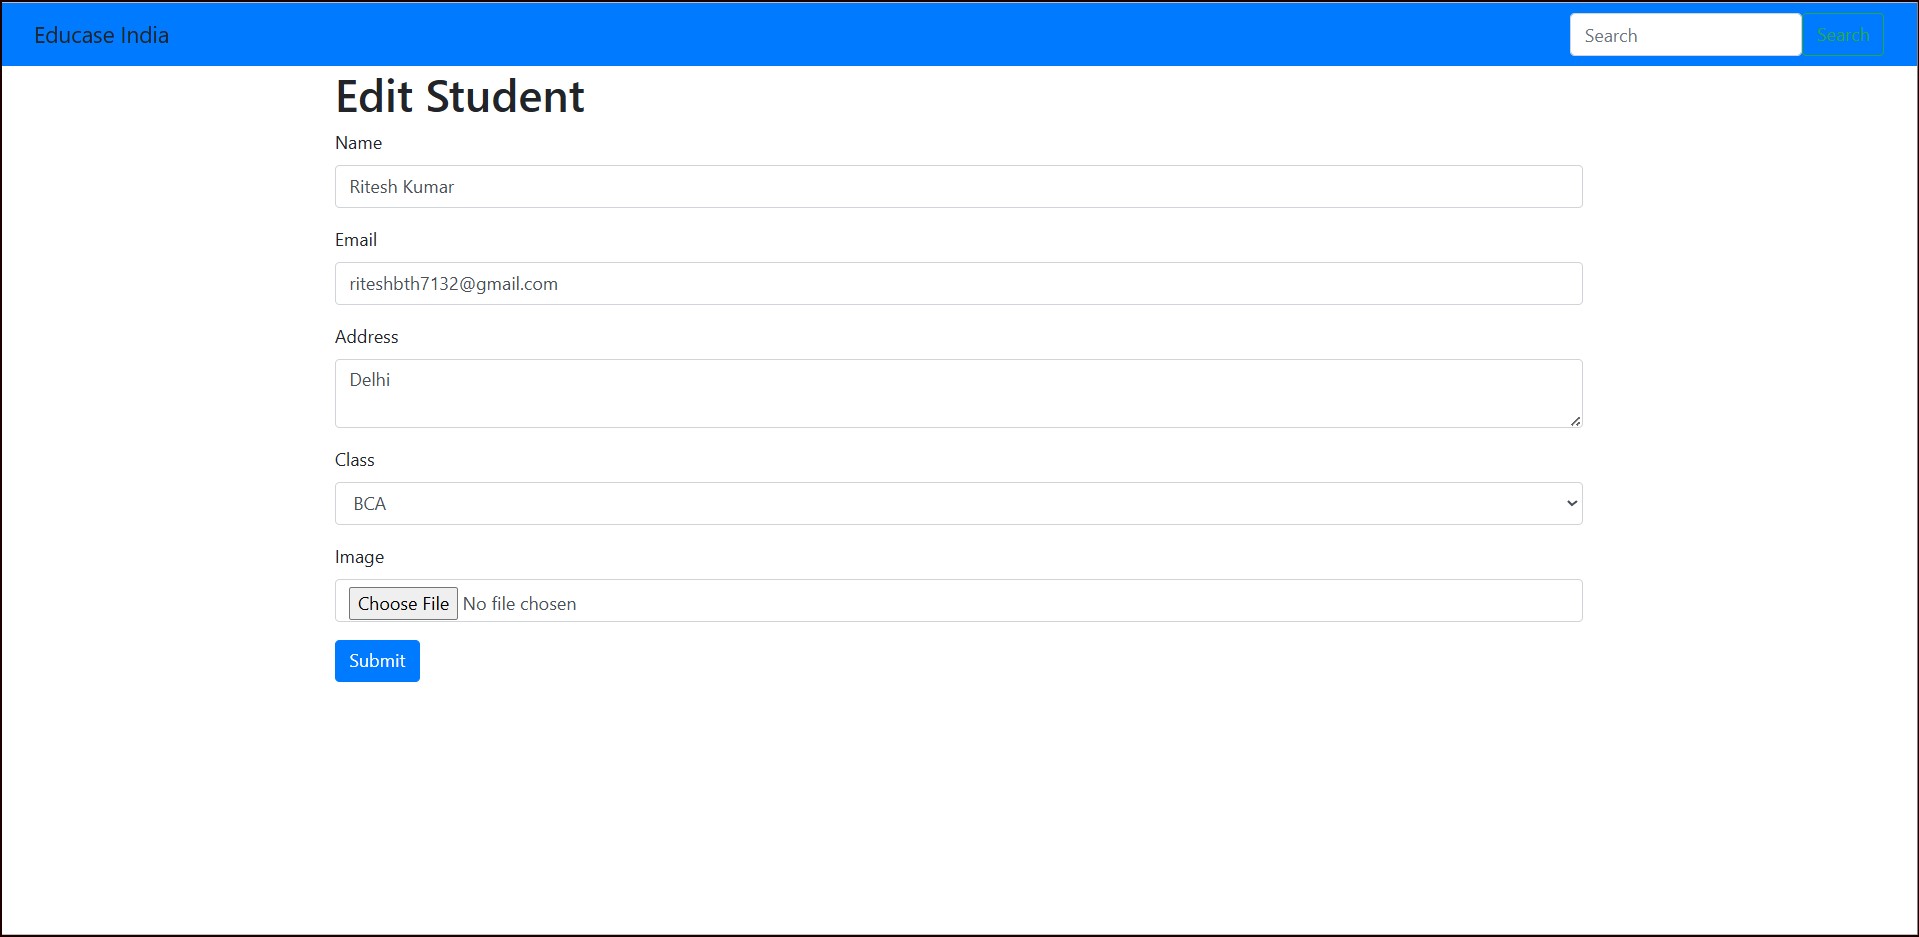 Educase India
Search
Search
Edit Student
Name
Ritesh Kumar
Email
riteshbth7132@gmail.com
Address
Delhi
Class
BCA
Image
Choose File No file chosen
Submit